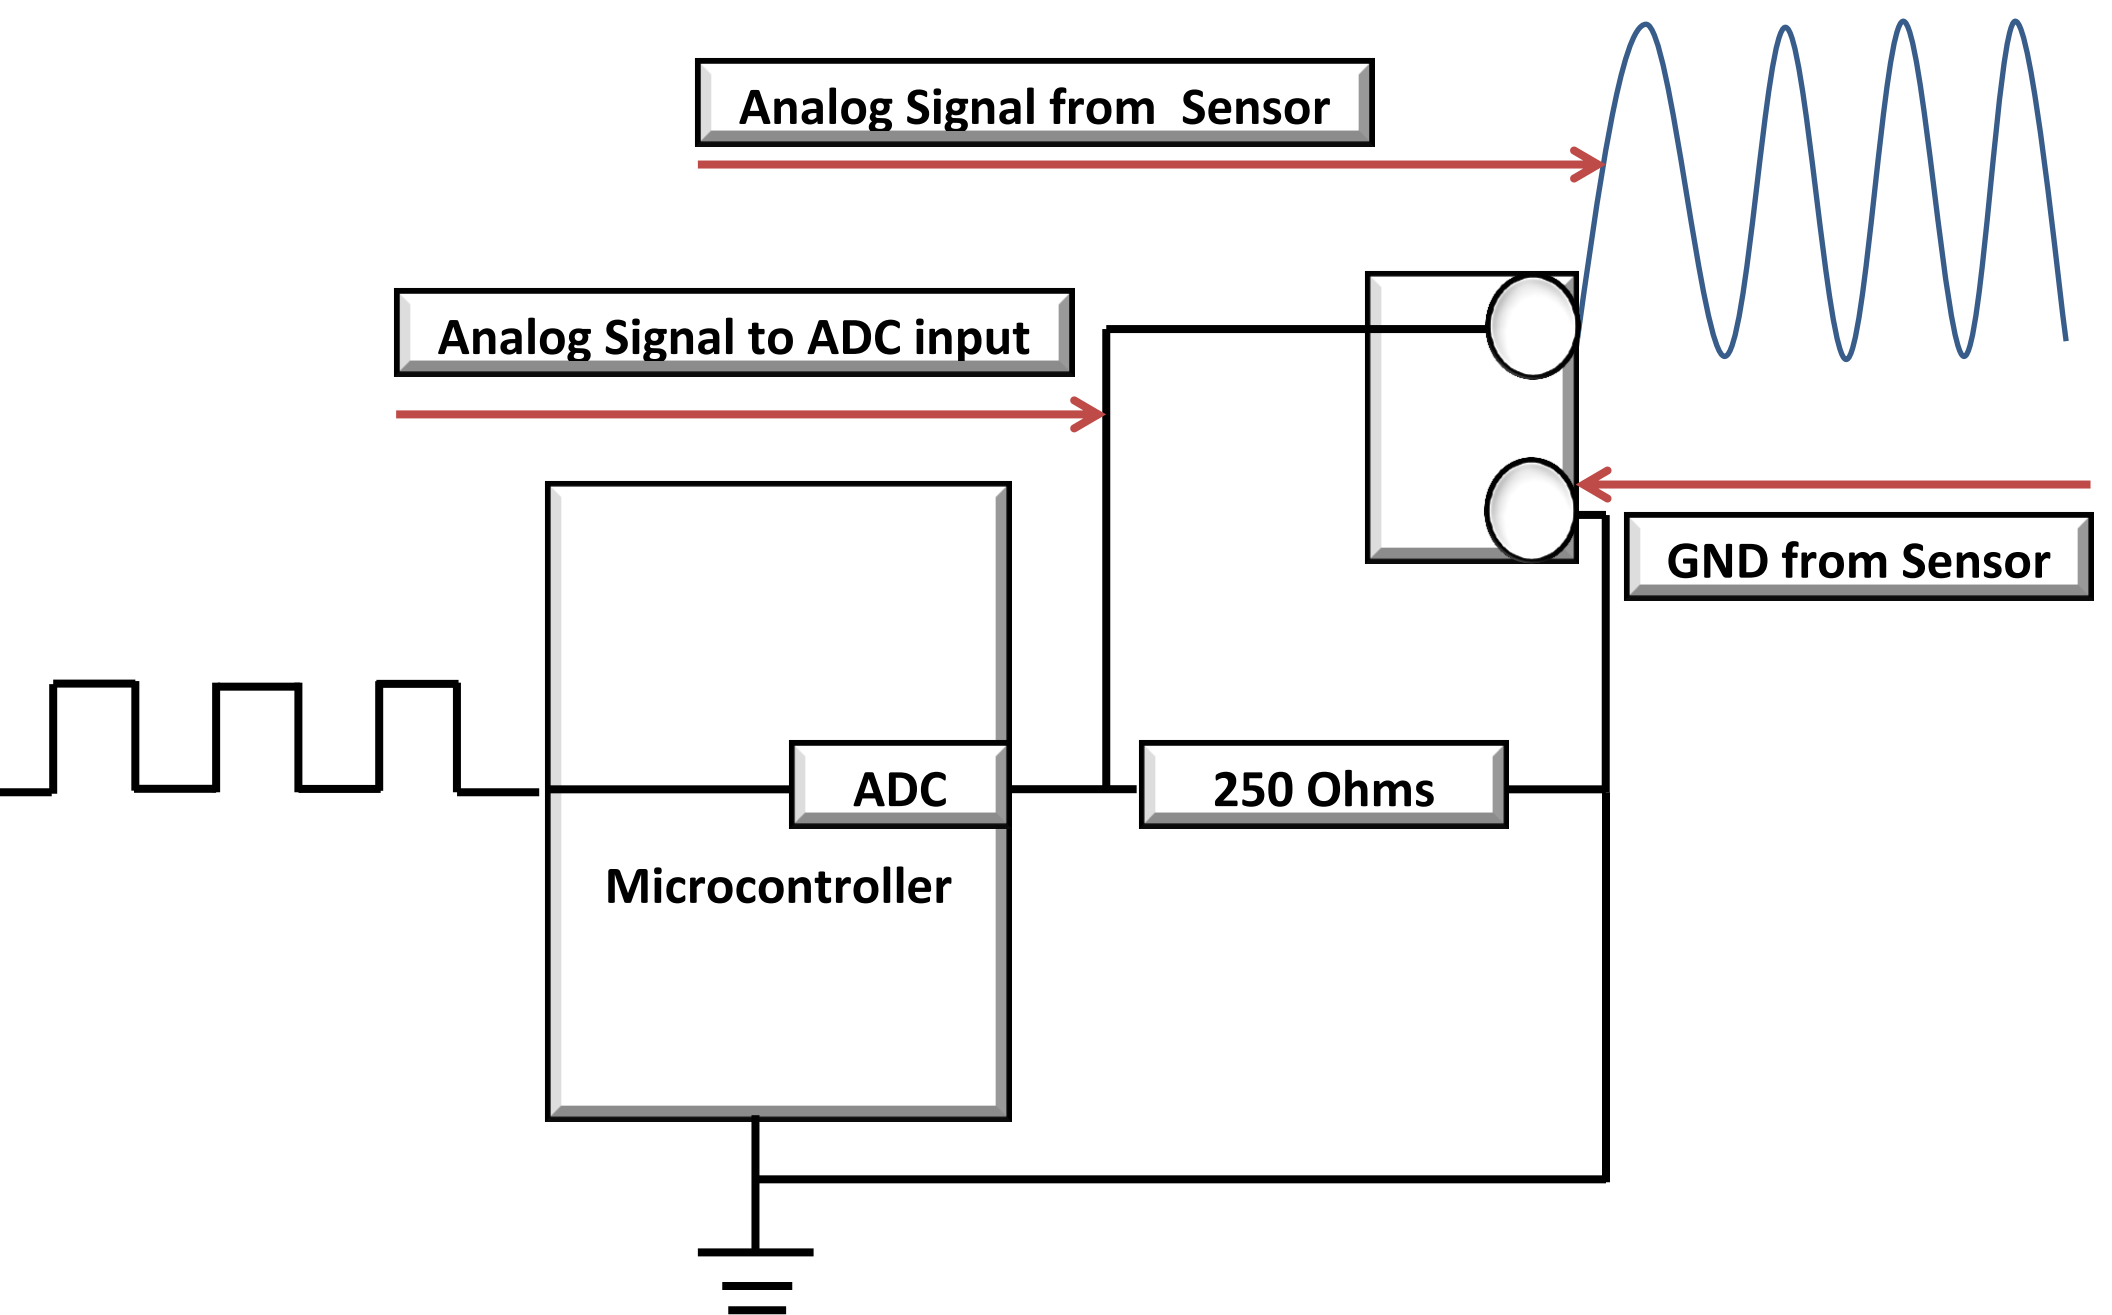 Analog Signal from  Sensor
Analog Signal to ADC input
GND from Sensor
ADC
250 Ohms
Microcontroller